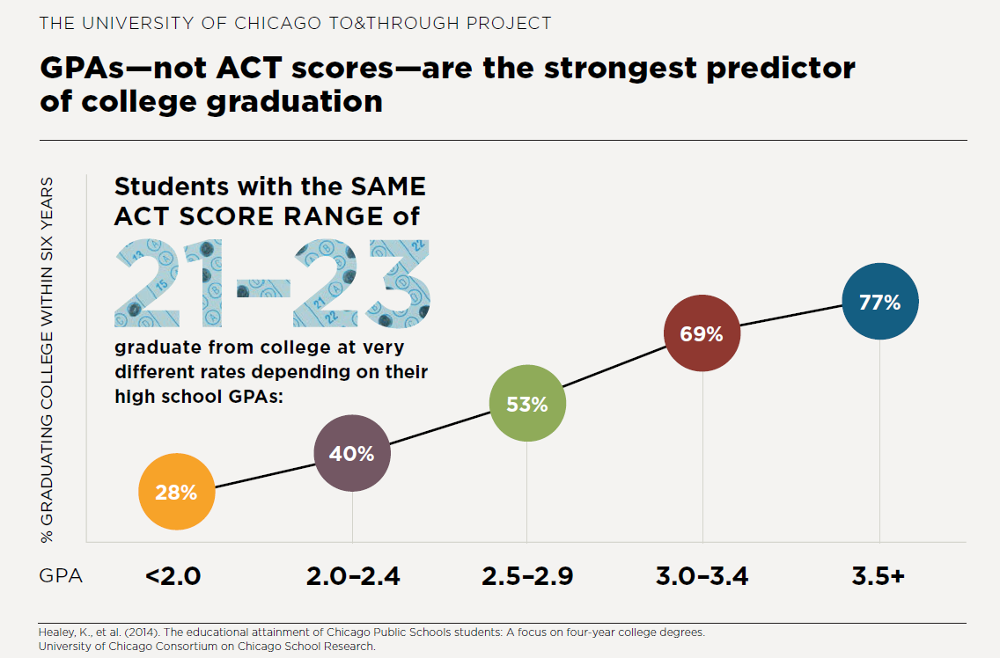 THE UNIVERSITY OF CHICAGO TO&THROUGH PROJECT
GPAs—not ACT scores—are the strongest predictor
of college graduation
% GRADUATING COLLEGE WITHIN SIX YEARS
Students with the SAME
ACT SCORE RANGE of
21–23
graduate from college at very
different rates depending on their
high school GPAs:
28%
40%
53%
69%
77%
GPA <2.0 2.0–2.4 2.5–2.9 3.0–3.4 3.5+
Healey, K., et al. (2014). The educational attainment of Chicago Public Schools students: A focus on four-year college degrees.
University of Chicago Consortium on Chicago School Research.